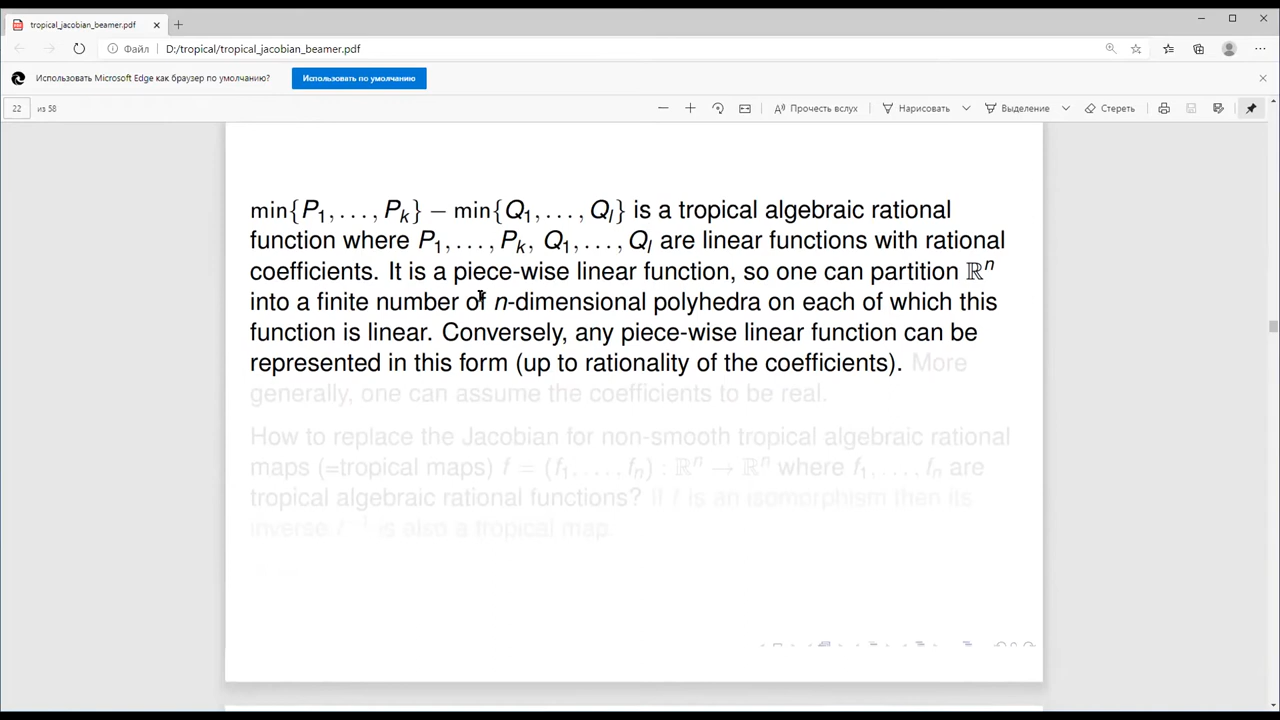 tropical_jacobian_beamer.pdf
Файл D:/tropical/tropical_jacobian_beamer.pdf
Использовать Microsoft Edge как браузер по умолчанию? Использовать по умолчанию
22 из 58 Прочесть вслух Нарисовать Выделение Стереть
min{P₁, . . . , Pₖ} − min{Q₁, . . . , Qₗ} is a tropical algebraic rational
function where P₁, . . . , Pₖ, Q₁, . . . , Qₗ are linear functions with rational
coefficients. It is a piece-wise linear function, so one can partition ℝⁿ
into a finite number of n-dimensional polyhedra on each of which this
function is linear. Conversely, any piece-wise linear function can be
represented in this form (up to rationality of the coefficients). More
generally, one can assume the coefficients to be real.
How to replace the Jacobian for non-smooth tropical algebraic rational
maps (=tropical maps) f = (f₁, . . . , fₙ) : ℝⁿ → ℝⁿ where f₁, . . . , fₙ are
tropical algebraic rational functions? If f is an isomorphism then its
inverse f⁻¹ is also a tropical map.